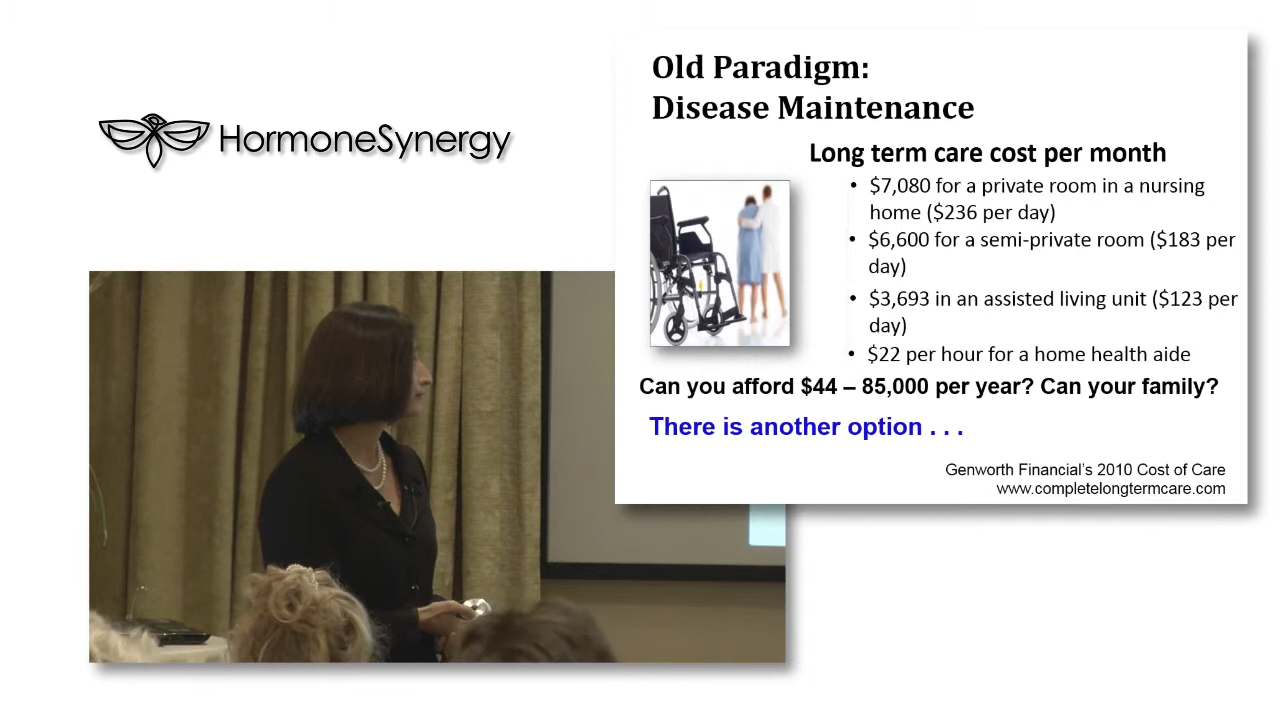 HormoneSynergy
Old Paradigm:
Disease Maintenance
Long term care cost per month
• $7,080 for a private room in a nursing
home ($236 per day)
• $6,600 for a semi-private room ($183 per
day)
• $3,693 in an assisted living unit ($123 per
day)
• $22 per hour for a home health aide
Can you afford $44 – 85,000 per year? Can your family?
There is another option . . .
Genworth Financial's 2010 Cost of Care
www.completelongtermcare.com